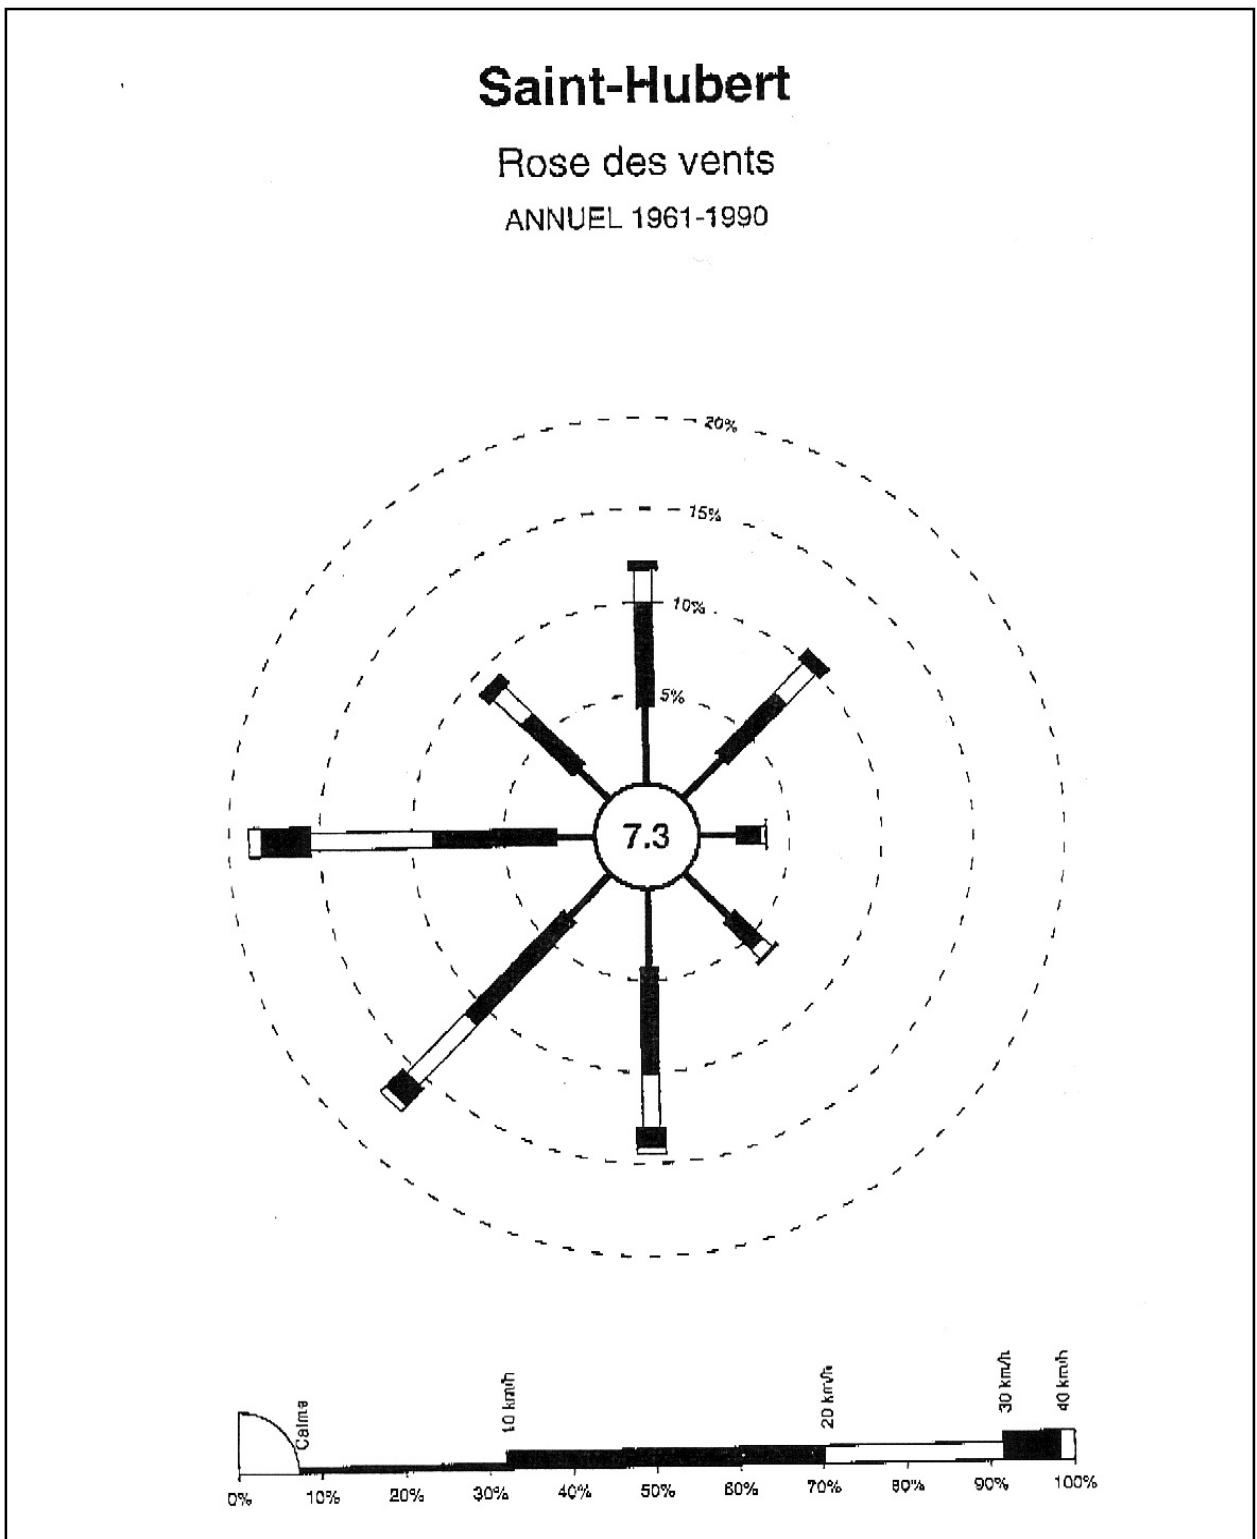 Saint-Hubert
Rose des vents
ANNUEL 1961-1990
20%
15%
10%
5%
7.3
Calme
10 km/h
20 km/h
30 km/h
40 km/h
0% 10% 20% 30% 40% 50% 60% 70% 80% 90% 100%